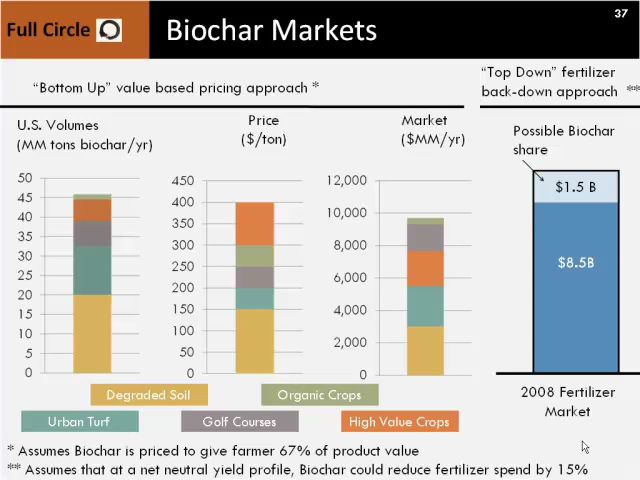 Full Circle
Biochar Markets
37
“Bottom Up” value based pricing approach *
“Top Down” fertilizer
back-down approach **
U.S. Volumes
(MM tons biochar/yr)
50
45
40
35
30
25
20
15
10
5
0
Price
($/ton)
450
400
350
300
250
200
150
100
50
0
Market
($MM/yr)
12,000
10,000
8,000
6,000
4,000
2,000
0
Possible Biochar
share
$1.5 B
$8.5B
2008 Fertilizer
Market
Degraded Soil
Organic Crops
Urban Turf
Golf Courses
High Value Crops
* Assumes Biochar is priced to give farmer 67% of product value
** Assumes that at a net neutral yield profile, Biochar could reduce fertilizer spend by 15%